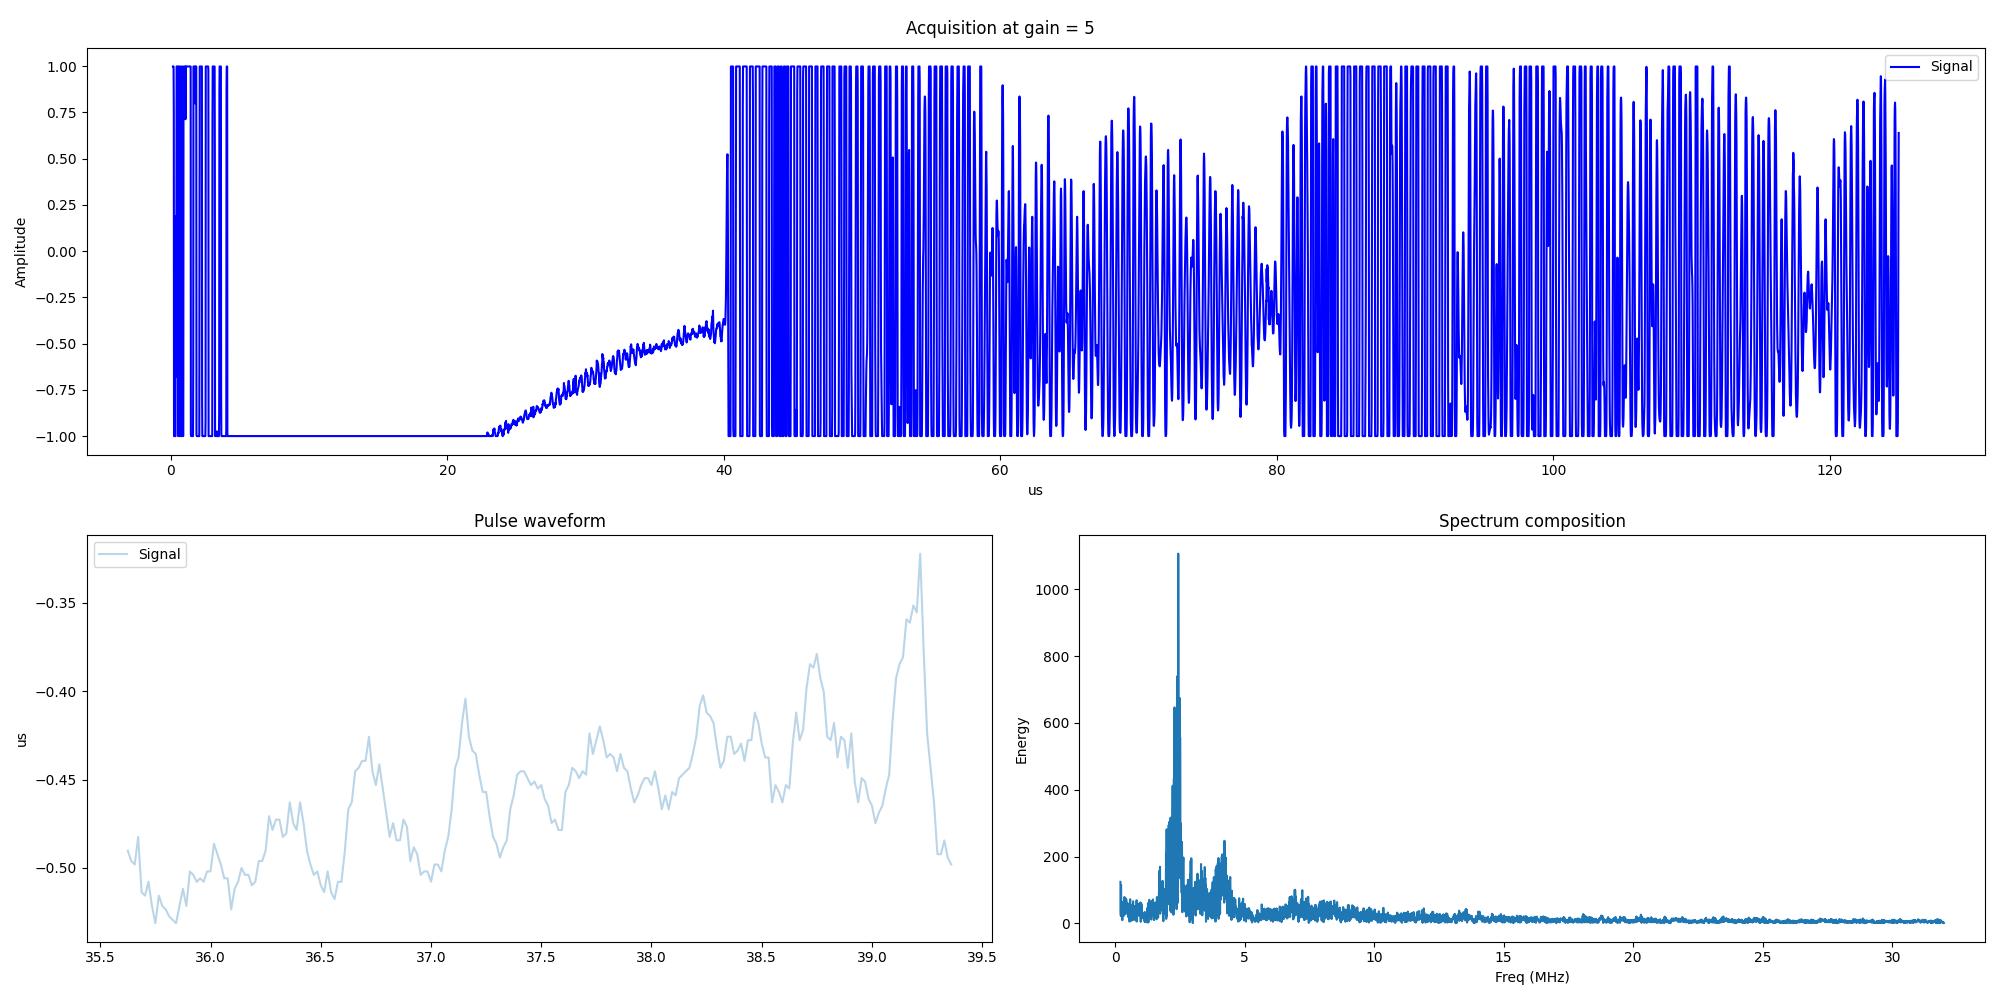 Acquisition at gain = 5
Signal
1.00
0.75
0.50
0.25
0.00
−0.25
−0.50
−0.75
−1.00
Amplitude
0 20 40 60 80 100 120
us
Pulse waveform
Signal
−0.35
−0.40
−0.45
−0.50
us
35.5 36.0 36.5 37.0 37.5 38.0 38.5 39.0 39.5
Spectrum composition
1000
800
600
400
200
0
Energy
0 5 10 15 20 25 30
Freq (MHz)